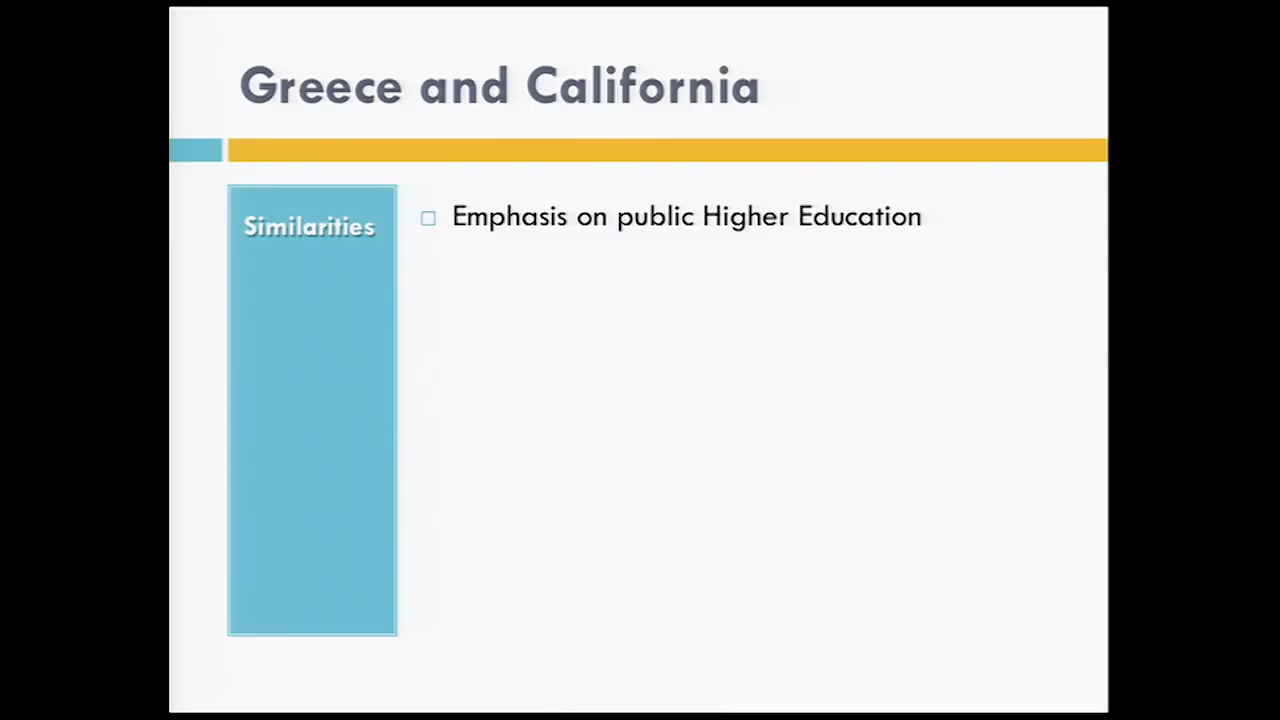 Greece and California
Similarities
Emphasis on public Higher Education